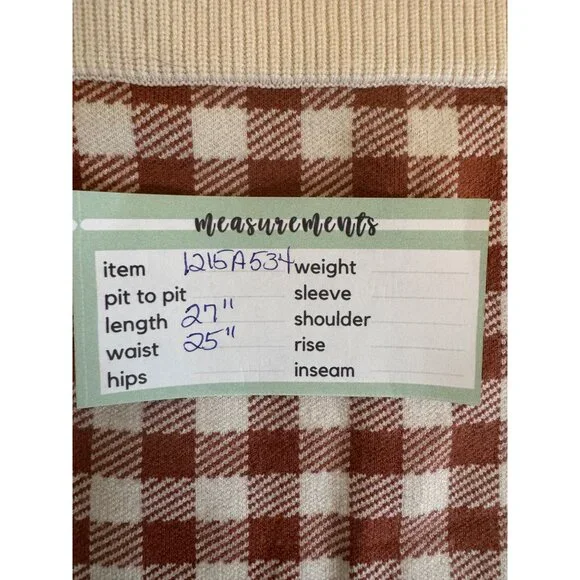 measurements
item 1215A534
pit to pit
length 27"
waist 25"
hips
weight
sleeve
shoulder
rise
inseam